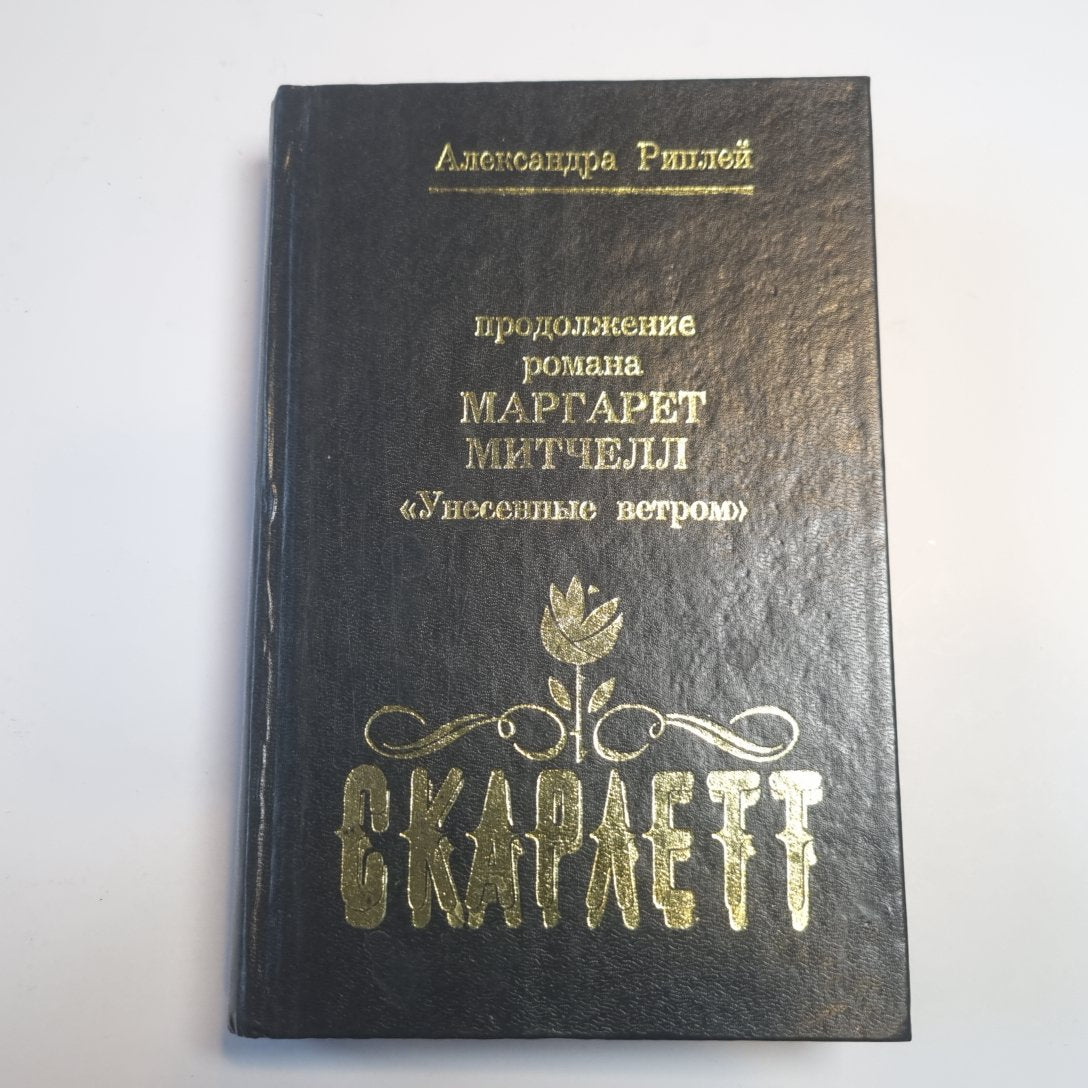 Александра Риплей
продолжение
романа
МАРГАРЕТ
МИТЧЕЛЛ
«Унесенные ветром»
СКАРЛЕТТ